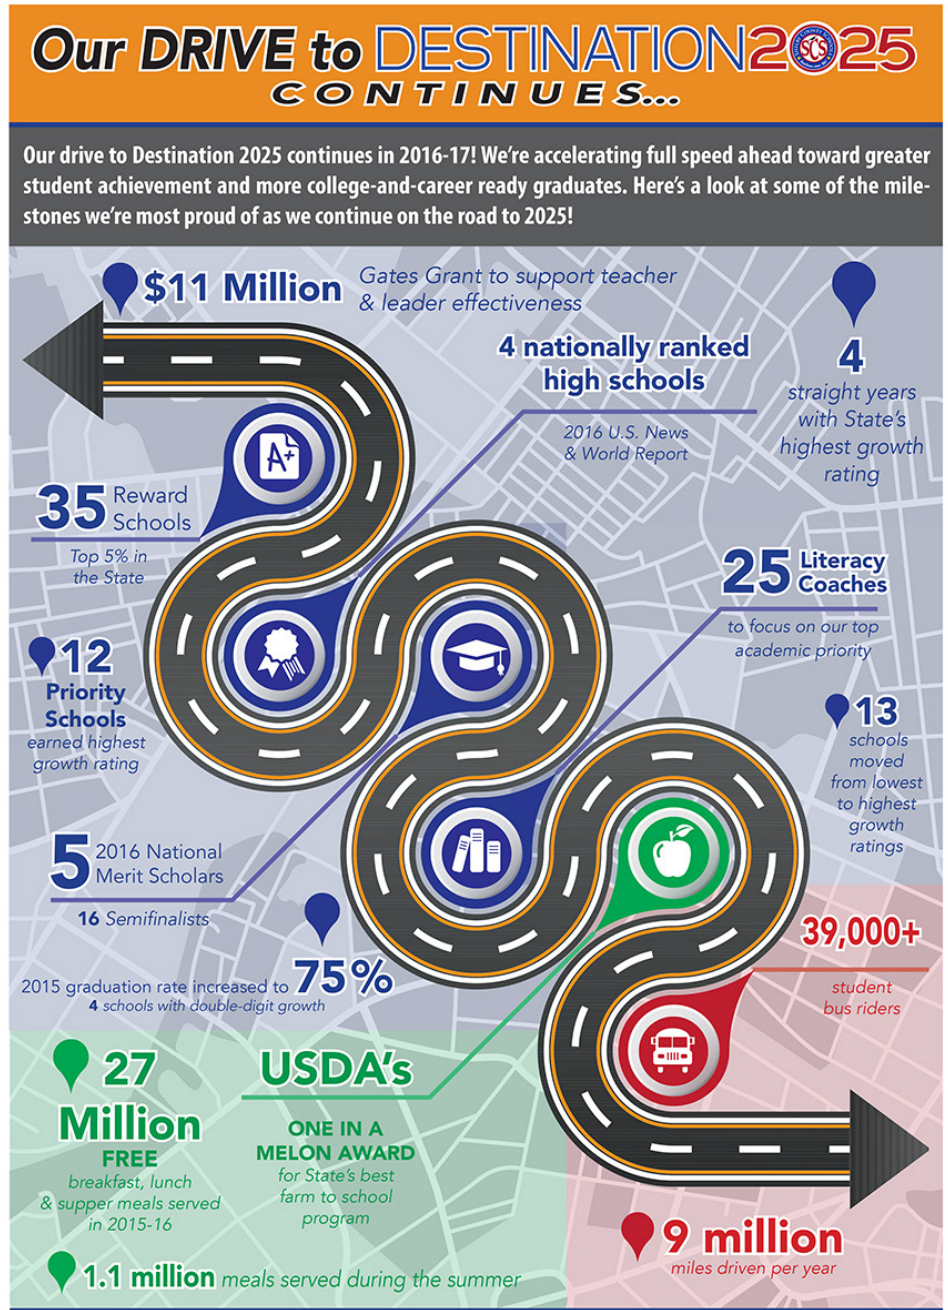 Our DRIVE to DESTINATION2025
CONTINUES...
Our drive to Destination 2025 continues in 2016-17! We're accelerating full speed ahead toward greater
student achievement and more college-and-career ready graduates. Here's a look at some of the mile-
stones we're most proud of as we continue on the road to 2025!
$11 Million
Gates Grant to support teacher
& leader effectiveness
4 nationally ranked
high schools
2016 U.S. News
& World Report
4
straight years
with State's
highest growth
rating
A+
35 Reward
Schools
Top 5% in
the State
25 Literacy
Coaches
to focus on our top
academic priority
12
Priority
Schools
earned highest
growth rating
13
schools
moved
from lowest
to highest
growth
ratings
5 2016 National
Merit Scholars
16 Semifinalists
2015 graduation rate increased to 75%
4 schools with double-digit growth
39,000+
student
bus riders
27
Million
FREE
breakfast, lunch
& supper meals served
in 2015-16
USDA's
ONE IN A
MELON AWARD
for State's best
farm to school
program
1.1 million meals served during the summer
9 million
miles driven per year
SCS